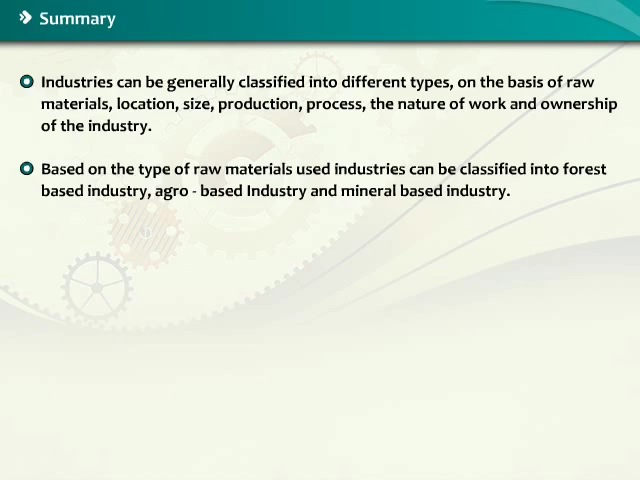 Summary
Industries can be generally classified into different types, on the basis of raw
materials, location, size, production, process, the nature of work and ownership
of the industry.
Based on the type of raw materials used industries can be classified into forest
based industry, agro - based Industry and mineral based industry.